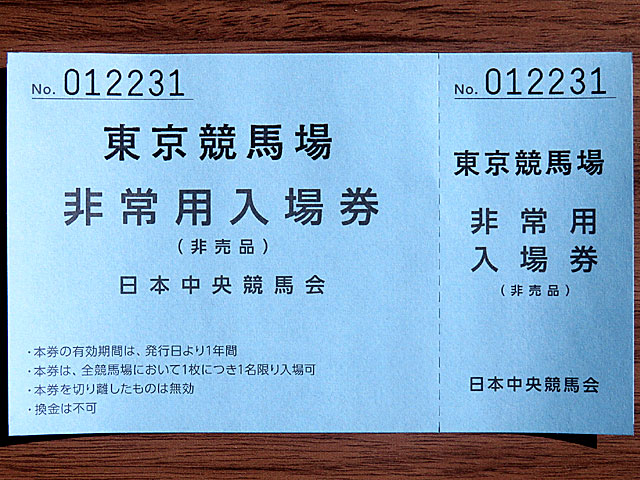 No. 012231
東京競馬場
非常用入場券
(非売品)
日本中央競馬会
・本券の有効期間は、発行日より1年間
・本券は、全競馬場において1枚につき1名限り入場可
・本券を切り離したものは無効
・換金は不可
No. 012231
東京競馬場
非常用
入場券
(非売品)
日本中央競馬会